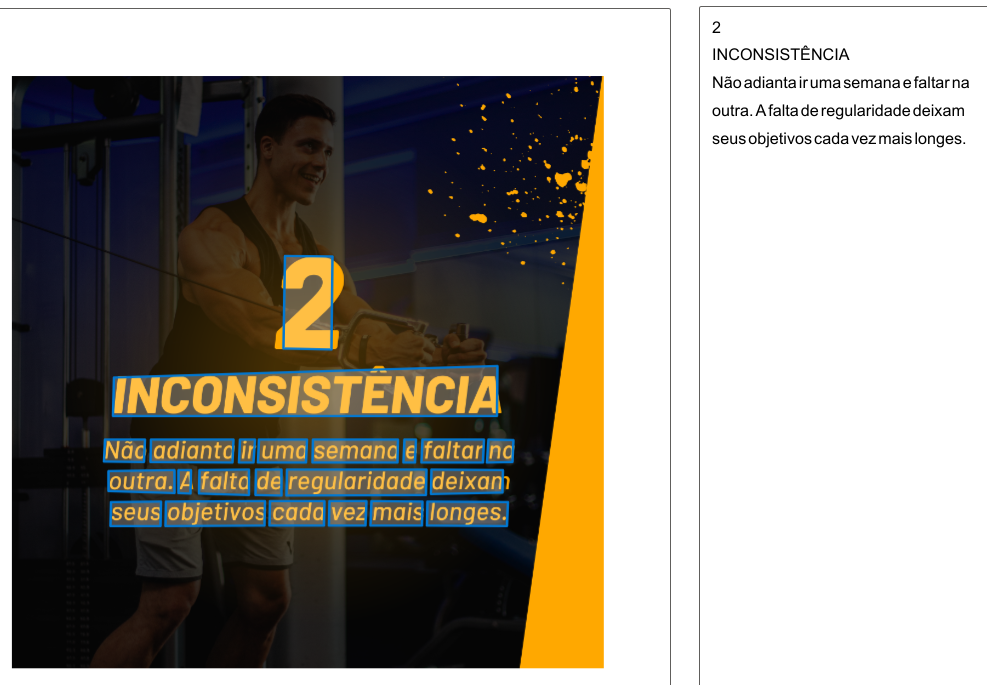 2
INCONSISTÊNCIA
Não adianta ir uma semana e faltar na
outra. A falta de regularidade deixam
seus objetivos cada vez mais longes.
2
INCONSISTÊNCIA
Não adianta ir uma semana e faltar na
outra. A falta de regularidade deixam
seus objetivos cada vez mais longes.